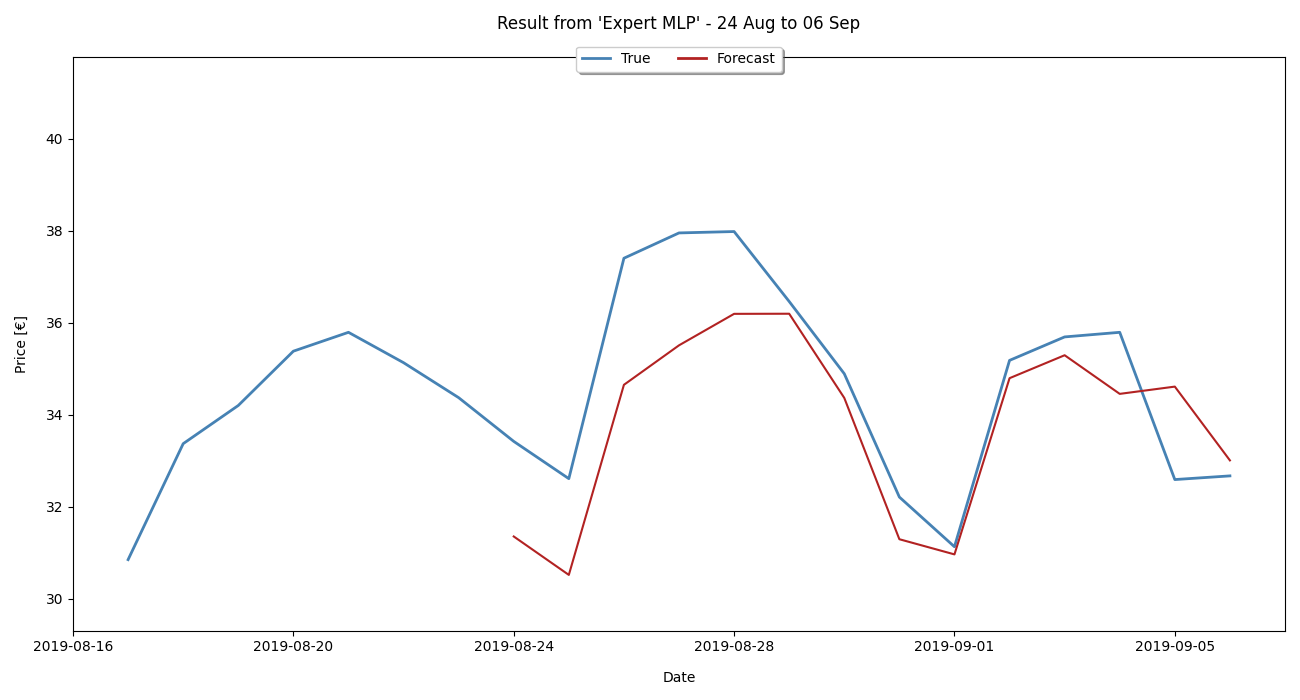 Result from 'Expert MLP' - 24 Aug to 06 Sep
True Forecast
40
38
36
34
32
30
Price [€]
2019-08-16 2019-08-20 2019-08-24 2019-08-28 2019-09-01 2019-09-05
Date